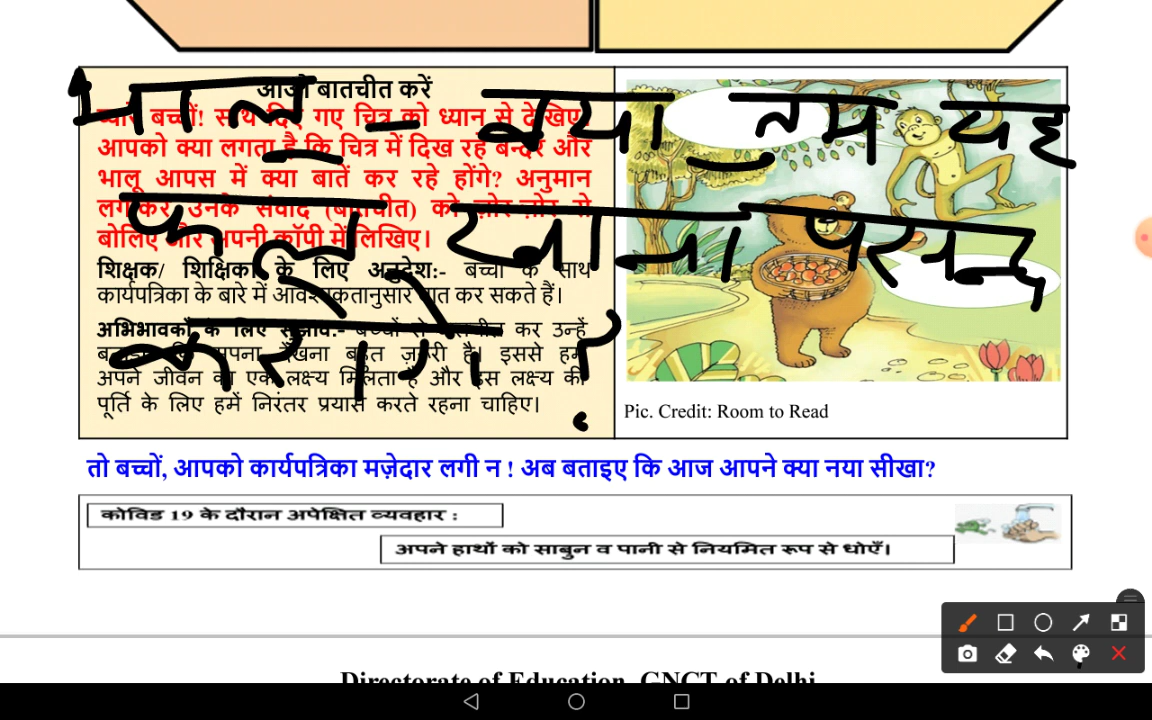 आओ बातचीत करें
प्यारे बच्चों! साथ दिए गए चित्र को ध्यान से देखिए।
आपको क्या लगता है कि चित्र में दिख रहे बन्दर और
भालू आपस में क्या बातें कर रहे होंगे? अनुमान
लगाकर उनके संवाद (बातचीत) को ज़ोर-ज़ोर से
बोलिए और अपनी कॉपी में लिखिए।
शिक्षक/ शिक्षिका के लिए अनुदेश:- बच्चों के साथ
कार्यपत्रिका के बारे में आवश्यकतानुसार बात कर सकते हैं।
अभिभावकों के लिए सुझाव:- बच्चों से बातचीत कर उन्हें
सपना देखना बहुत ज़रूरी है। इससे हमें
अपने जीवन का एक लक्ष्य मिलता है और इस लक्ष्य की
पूर्ति के लिए हमें निरंतर प्रयास करते रहना चाहिए।
भालू - क्या तुम यह
फल खाना पसन्द
करोगे ?
Pic. Credit: Room to Read
तो बच्चों, आपको कार्यपत्रिका मज़ेदार लगी न ! अब बताइए कि आज आपने क्या नया सीखा?
कोविड 19 के दौरान अपेक्षित व्यवहार :
अपने हाथों को साबुन व पानी से नियमित रूप से धोएँ।
Directorate of Education, GNCT of Delhi